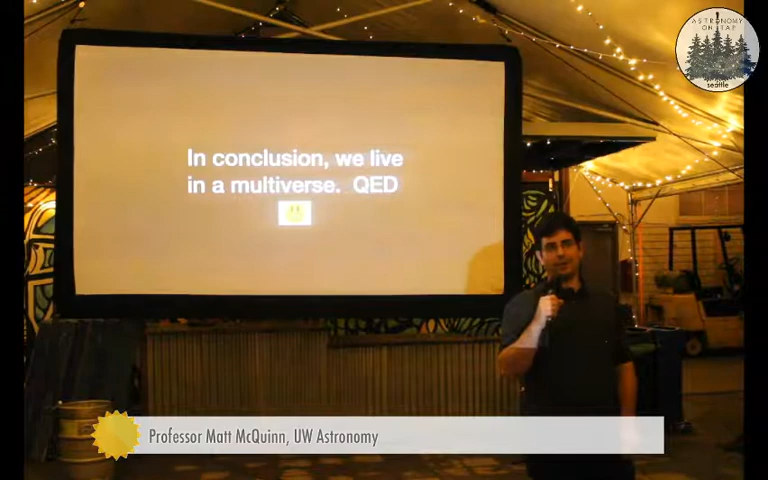 ASTRONOMY
ON TAP
seattle
In conclusion, we live
in a multiverse.  QED
Professor Matt McQuinn, UW Astronomy